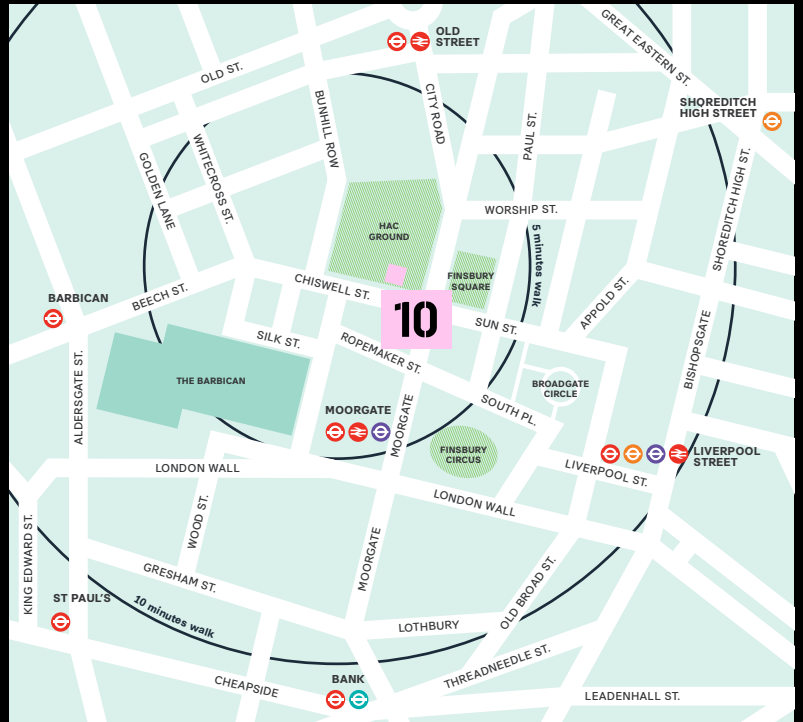 GREAT EASTERN ST.
OLD
STREET
OLD ST.
CITY ROAD
BUNHILL ROW
SHOREDITCH
HIGH STREET
PAUL ST.
WHITECROSS ST.
GOLDEN LANE
SHOREDITCH HIGH ST.
WORSHIP ST.
HAC
GROUND
5 minutes walk
FINSBURY
SQUARE
CHISWELL ST.
BEECH ST.
BARBICAN
APPOLD ST.
10
SUN ST.
SILK ST.
ROPEMAKER ST.
BISHOPSGATE
THE BARBICAN
BROADGATE
CIRCLE
ALDERSGATE ST.
SOUTH PL.
MOORGATE
MOORGATE
FINSBURY
CIRCUS
LIVERPOOL
STREET
LONDON WALL
LIVERPOOL ST.
LONDON WALL
WOOD ST.
KING EDWARD ST.
MOORGATE
GRESHAM ST.
OLD BROAD ST.
ST PAUL'S
10 minutes walk
LOTHBURY
THREADNEEDLE ST.
CHEAPSIDE
BANK
LEADENHALL ST.